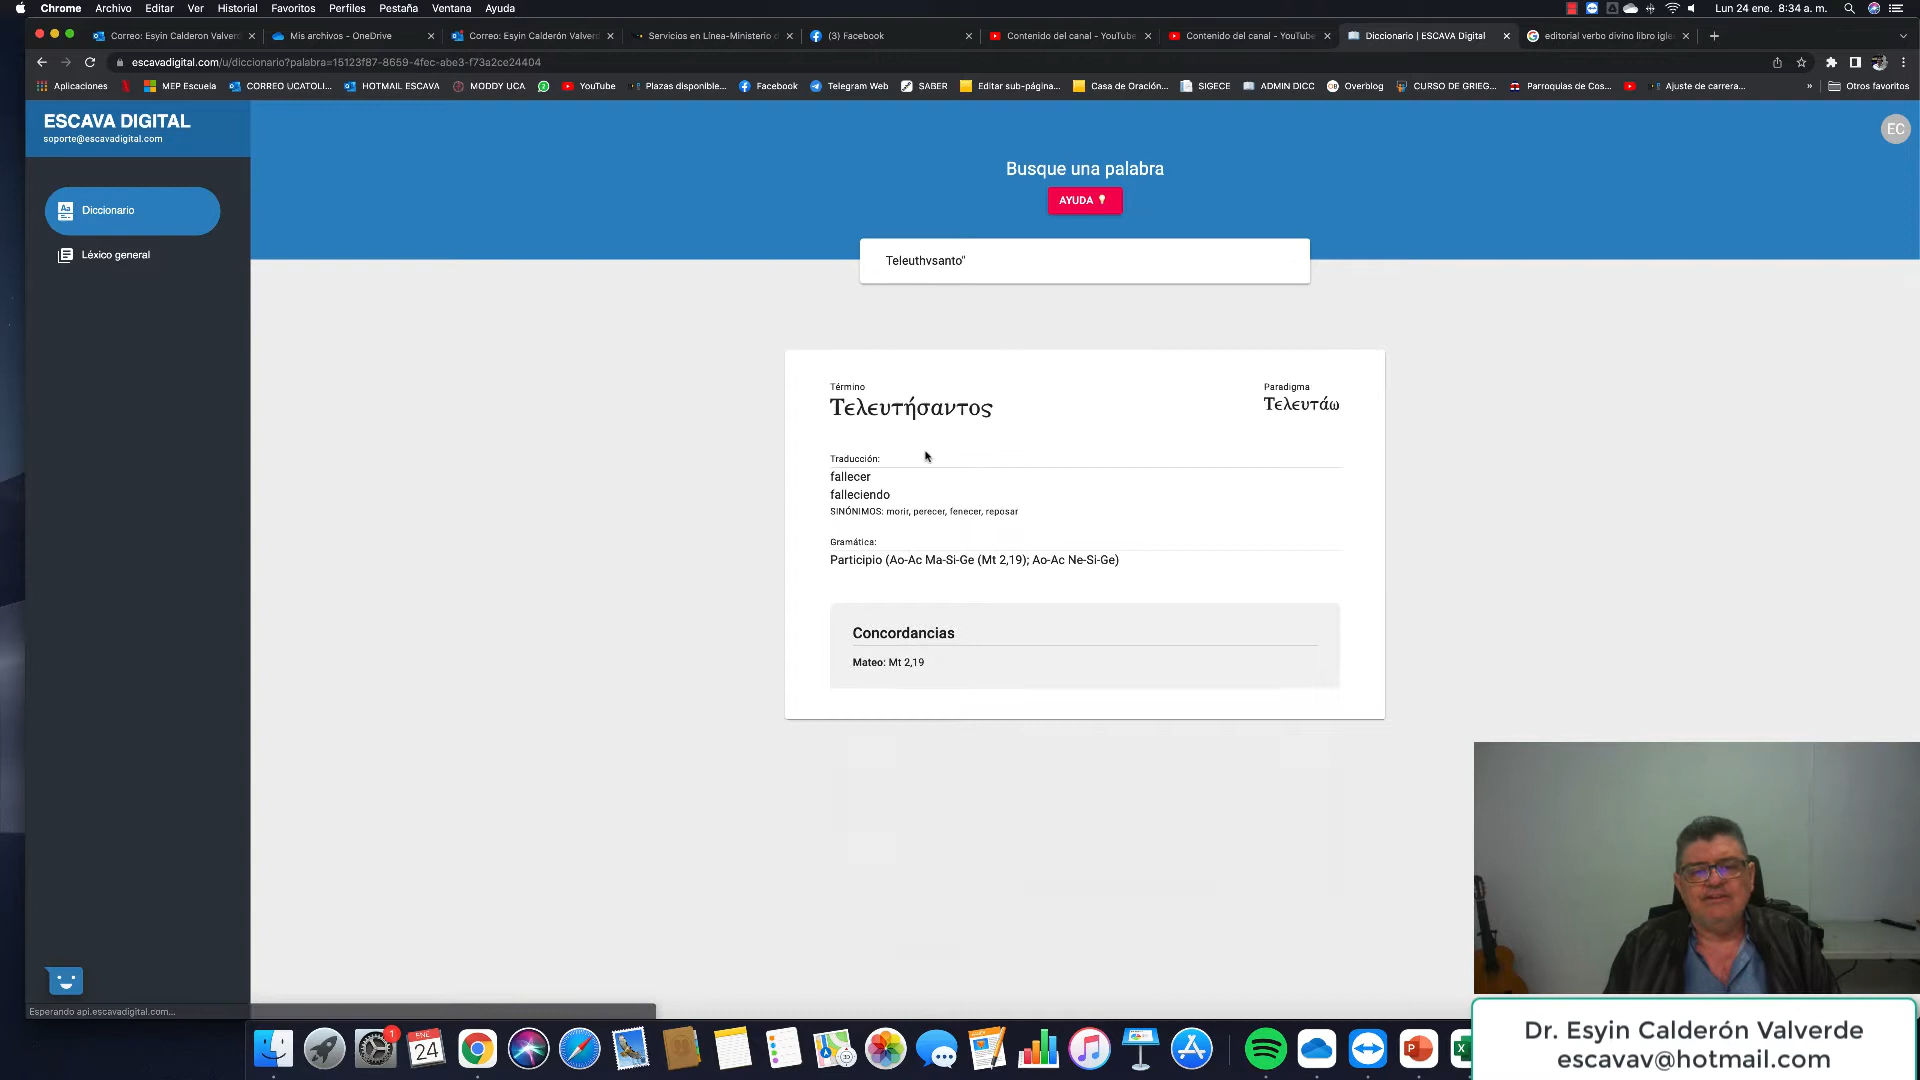 Chrome Archivo Editar Ver Historial Favoritos Perfiles Pestaña Ventana Ayuda
Lun 24 ene. 8:34 a. m.
Correo: Esyin Calderon Valverd
Mis archivos - OneDrive
Correo: Esyin Calderón Valverd
Servicios en Línea-Ministerio d
(3) Facebook
Contenido del canal - YouTube
Contenido del canal - YouTube
Diccionario | ESCAVA Digital
editorial verbo divino libro igle
escavadigital.com/u/diccionario?palabra=15123f87-8659-4fec-abe3-f73a2ce24404
Aplicaciones MEP Escuela CORREO UCATOLI... HOTMAIL ESCAVA MODDY UCA YouTube Plazas disponible... Facebook Telegram Web SABER Editar sub-página... Casa de Oración... SIGECE ADMIN DICC Overblog CURSO DE GRIEG... Parroquias de Cos... Ajuste de carrera... » Otros favoritos
ESCAVA DIGITAL
soporte@escavadigital.com
EC
Busque una palabra
AYUDA
Aa Diccionario
Léxico general
Teleuthvsanto"
Término
Τελευτήσαντος
Paradigma
Τελευτάω
Traducción:
fallecer
falleciendo
SINÓNIMOS: morir, perecer, fenecer, reposar
Gramática:
Participio (Ao-Ac Ma-Si-Ge (Mt 2,19); Ao-Ac Ne-Si-Ge)
Concordancias
Mateo: Mt 2,19
Esperando api.escavadigital.com...
1
ENE
24
Dr. Esyin Calderón Valverde
escavav@hotmail.com